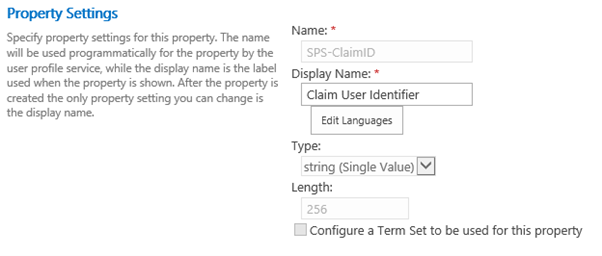 Property Settings
Specify property settings for this property. The name
will be used programmatically for the property by the
user profile service, while the display name is the label
used when the property is shown. After the property is
created the only property setting you can change is
the display name.
Name: *
SPS-ClaimID
Display Name: *
Claim User Identifier
Edit Languages
Type:
string (Single Value)
Length:
256
Configure a Term Set to be used for this property